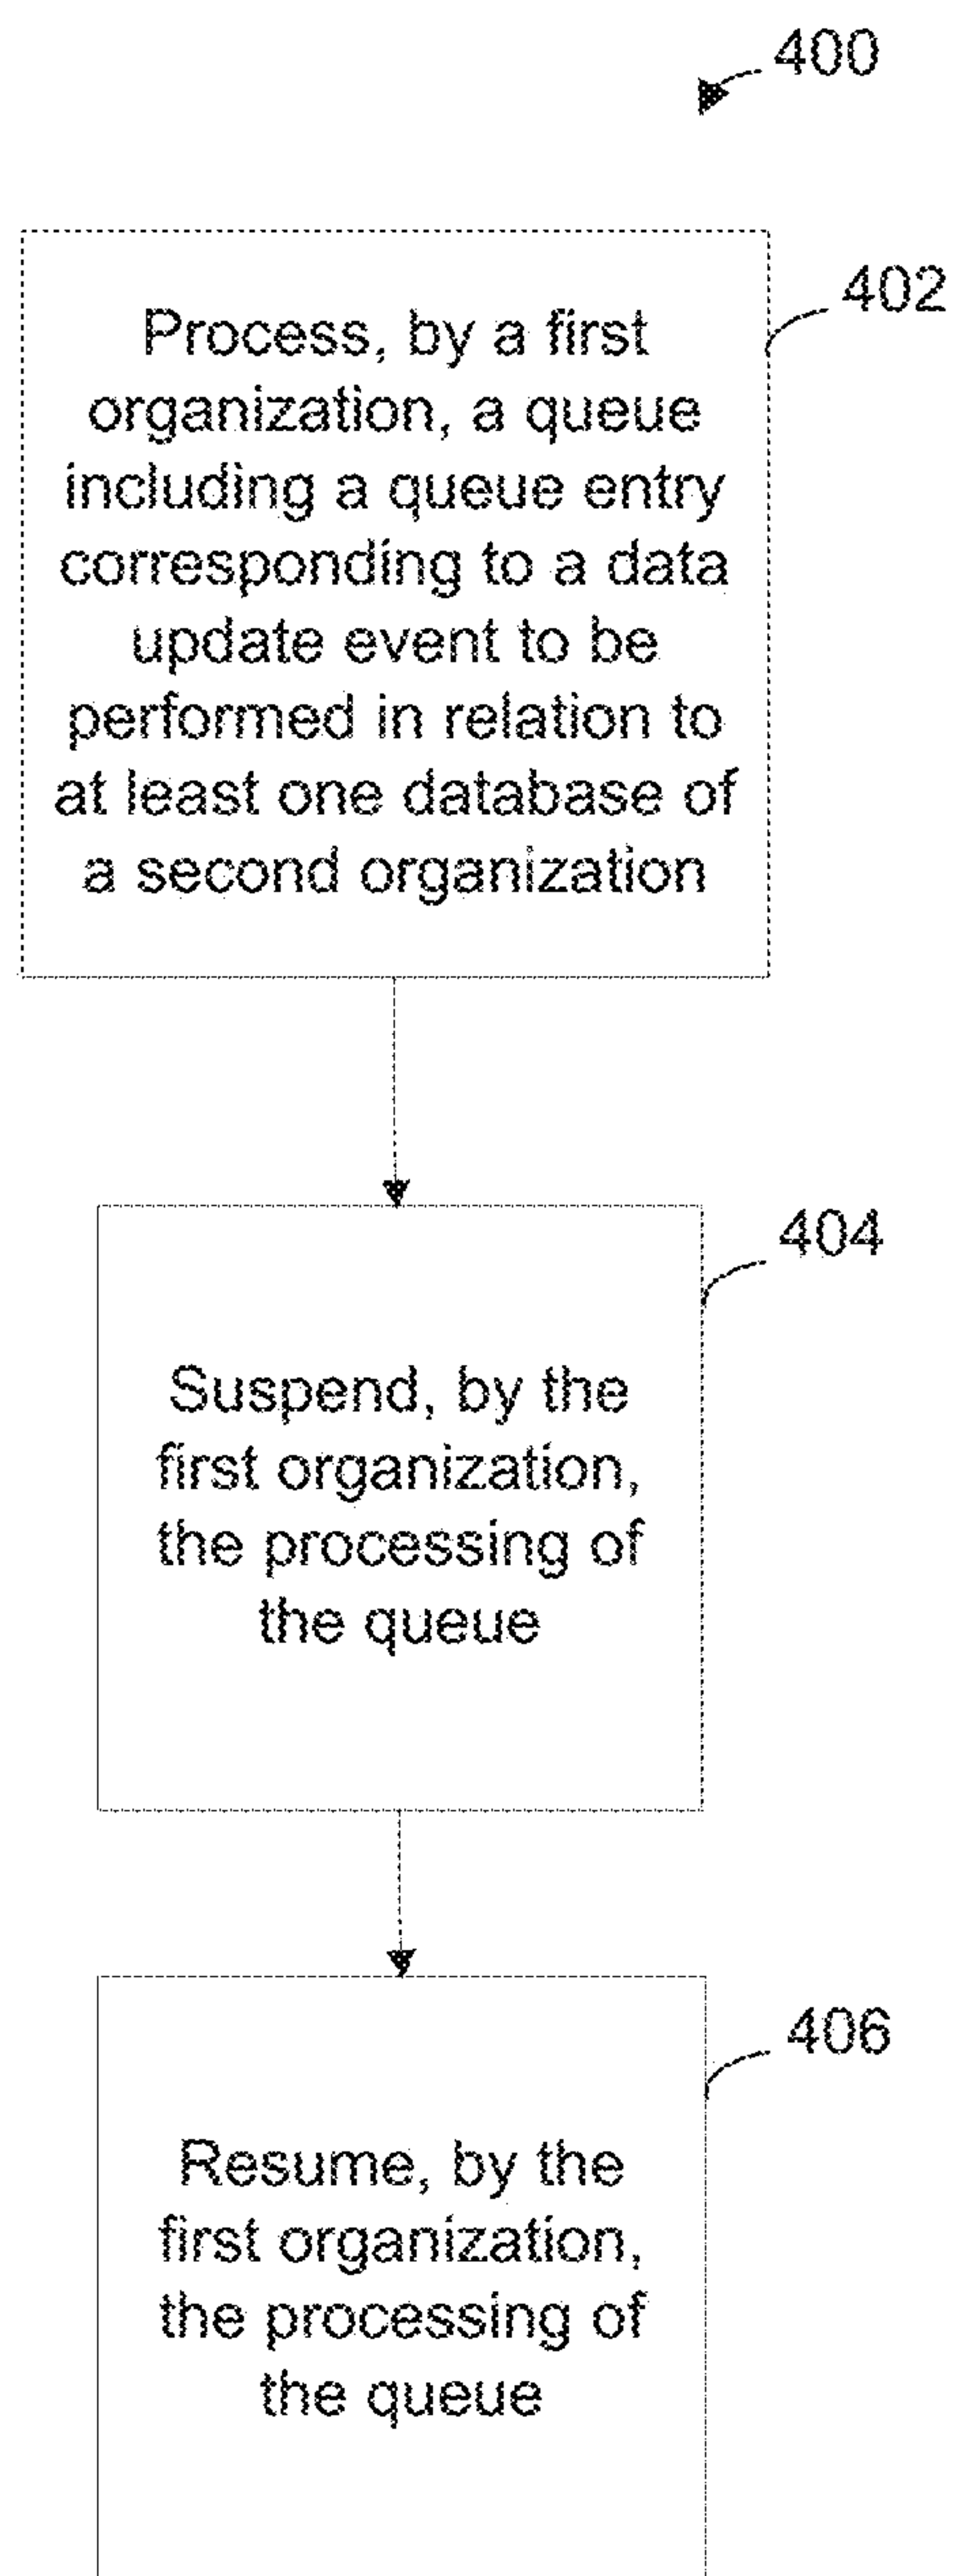 400
402
Process, by a first
organization, a queue
including a queue entry
corresponding to a data
update event to be
performed in relation to
at least one database of
a second organization
404
Suspend, by the
first organization,
the processing of
the queue
406
Resume, by the
first organization,
the processing of
the queue